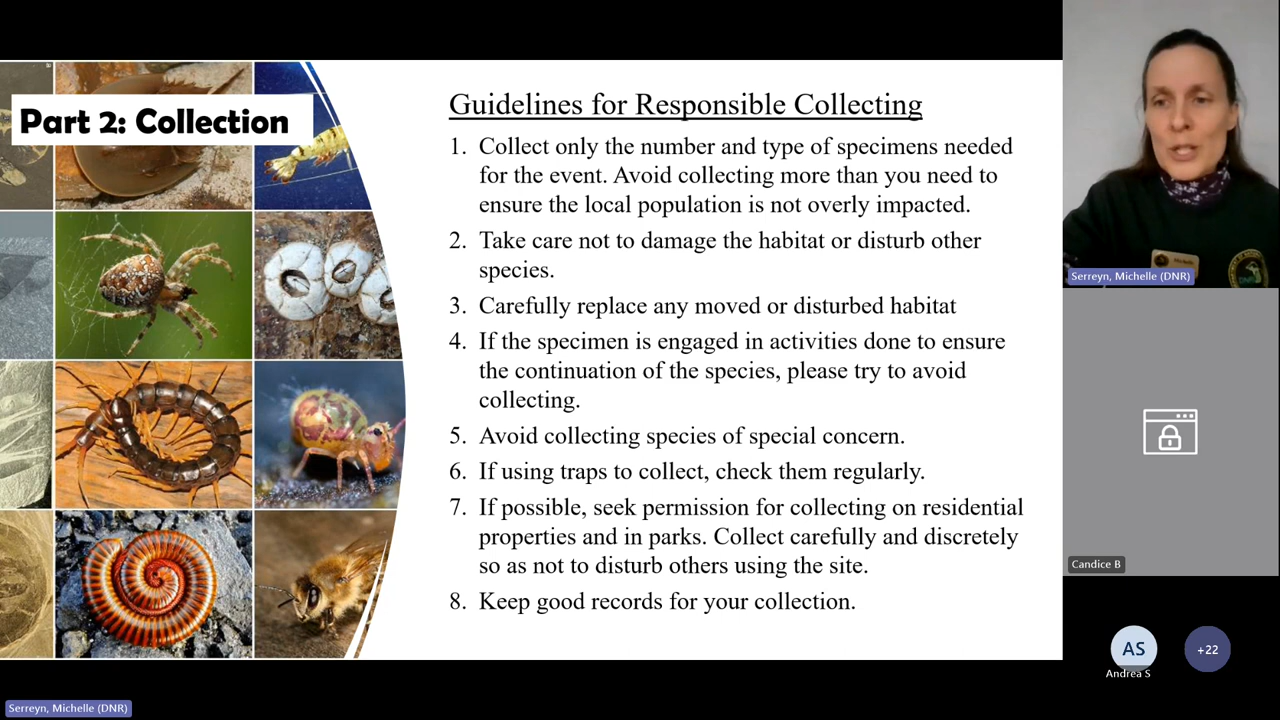 Part 2: Collection
Guidelines for Responsible Collecting
1. Collect only the number and type of specimens needed
for the event. Avoid collecting more than you need to
ensure the local population is not overly impacted.
2. Take care not to damage the habitat or disturb other
species.
3. Carefully replace any moved or disturbed habitat
4. If the specimen is engaged in activities done to ensure
the continuation of the species, please try to avoid
collecting.
5. Avoid collecting species of special concern.
6. If using traps to collect, check them regularly.
7. If possible, seek permission for collecting on residential
properties and in parks. Collect carefully and discretely
so as not to disturb others using the site.
8. Keep good records for your collection.
Serreyn, Michelle (DNR)
Candice B
AS
Andrea S
+22
Serreyn, Michelle (DNR)